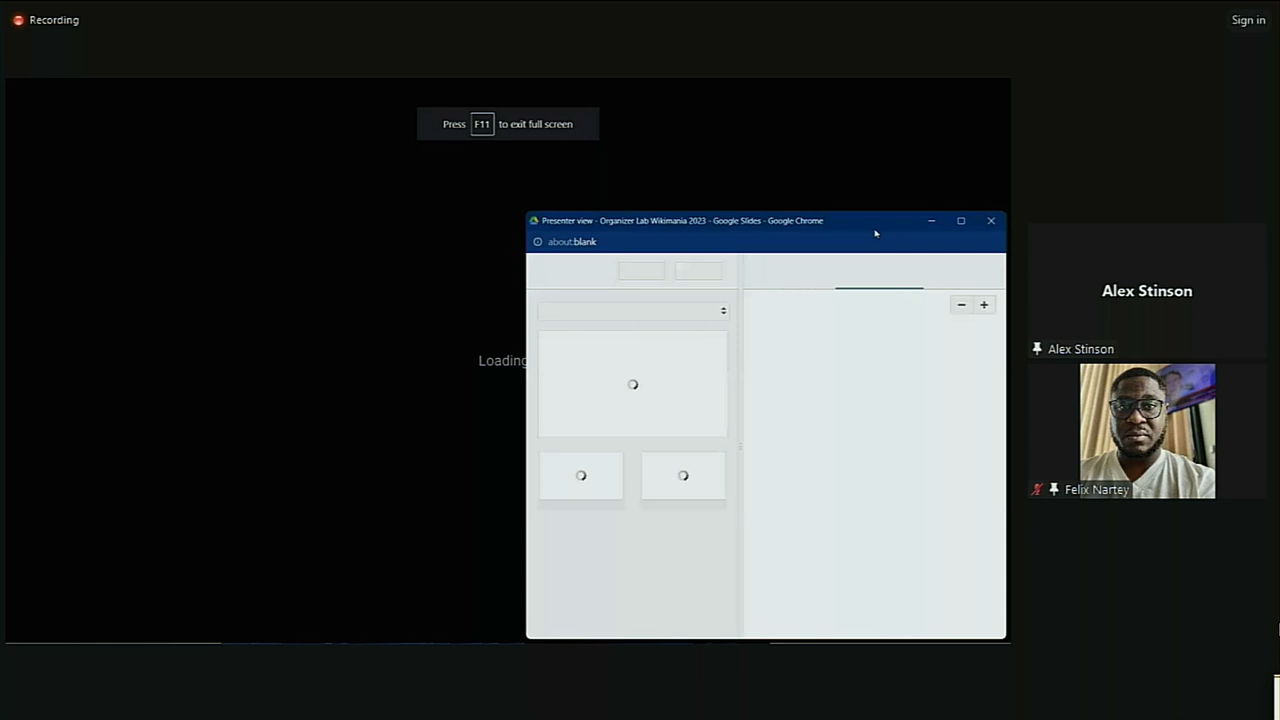 Recording
Sign in
Press F11 to exit full screen
Presenter view - Organizer Lab Wikimania 2023 - Google Slides - Google Chrome
about:blank
Loading
Alex Stinson
Alex Stinson
Felix Nartey